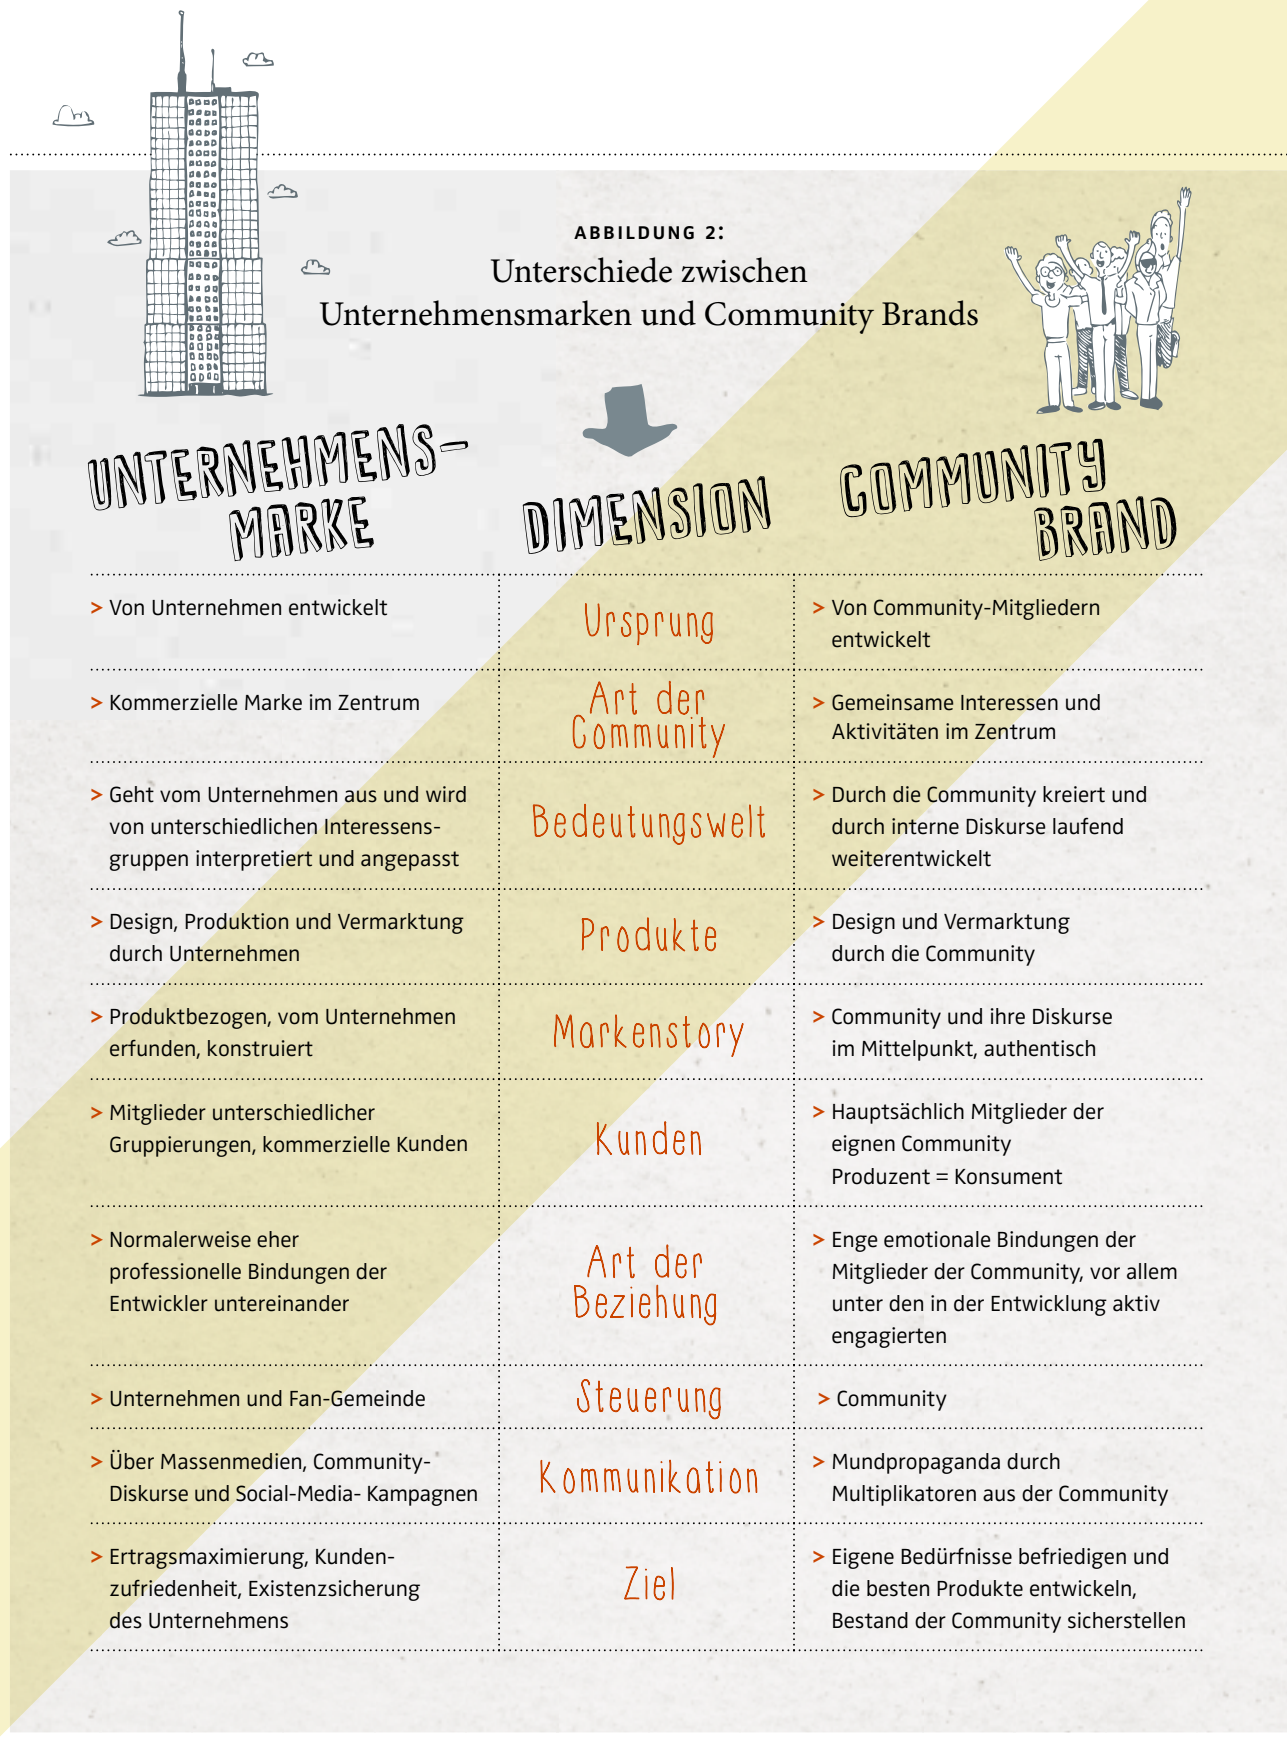 ABBILDUNG 2:
Unterschiede zwischen
Unternehmensmarken und Community Brands
UNTERNEHMENS-
MARKE
DIMENSION
COMMUNITY
BRAND
> Von Unternehmen entwickelt
Ursprung
> Von Community-Mitgliedern
entwickelt
> Kommerzielle Marke im Zentrum
Art der
Community
> Gemeinsame Interessen und
Aktivitäten im Zentrum
> Geht vom Unternehmen aus und wird
von unterschiedlichen Interessens-
gruppen interpretiert und angepasst
Bedeutungswelt
> Durch die Community kreiert und
durch interne Diskurse laufend
weiterentwickelt
> Design, Produktion und Vermarktung
durch Unternehmen
Produkte
> Design und Vermarktung
durch die Community
> Produktbezogen, vom Unternehmen
erfunden, konstruiert
Markenstory
> Community und ihre Diskurse
im Mittelpunkt, authentisch
> Mitglieder unterschiedlicher
Gruppierungen, kommerzielle Kunden
Kunden
> Hauptsächlich Mitglieder der
eignen Community
Produzent = Konsument
> Normalerweise eher
professionelle Bindungen der
Entwickler untereinander
Art der
Beziehung
> Enge emotionale Bindungen der
Mitglieder der Community, vor allem
unter den in der Entwicklung aktiv
engagierten
> Unternehmen und Fan-Gemeinde
Steuerung
> Community
> Über Massenmedien, Community-
Diskurse und Social-Media- Kampagnen
Kommunikation
> Mundpropaganda durch
Multiplikatoren aus der Community
> Ertragsmaximierung, Kunden-
zufriedenheit, Existenzsicherung
des Unternehmens
Ziel
> Eigene Bedürfnisse befriedigen und
die besten Produkte entwickeln,
Bestand der Community sicherstellen